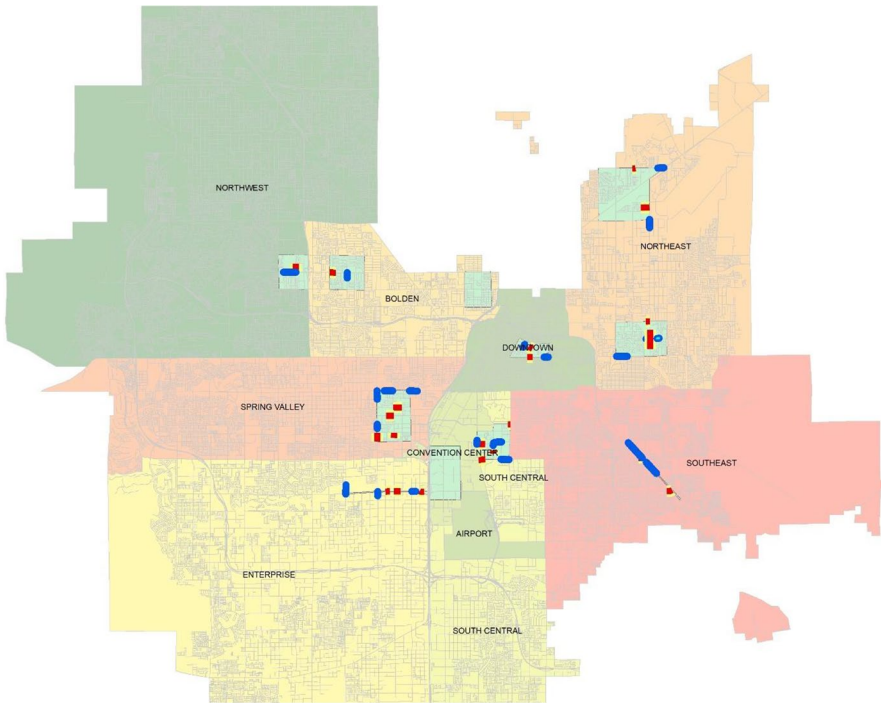 NORTHWEST
NORTHEAST
BOLDEN
DOWNTOWN
SPRING VALLEY
CONVENTION CENTER
SOUTHEAST
SOUTH CENTRAL
AIRPORT
ENTERPRISE
SOUTH CENTRAL